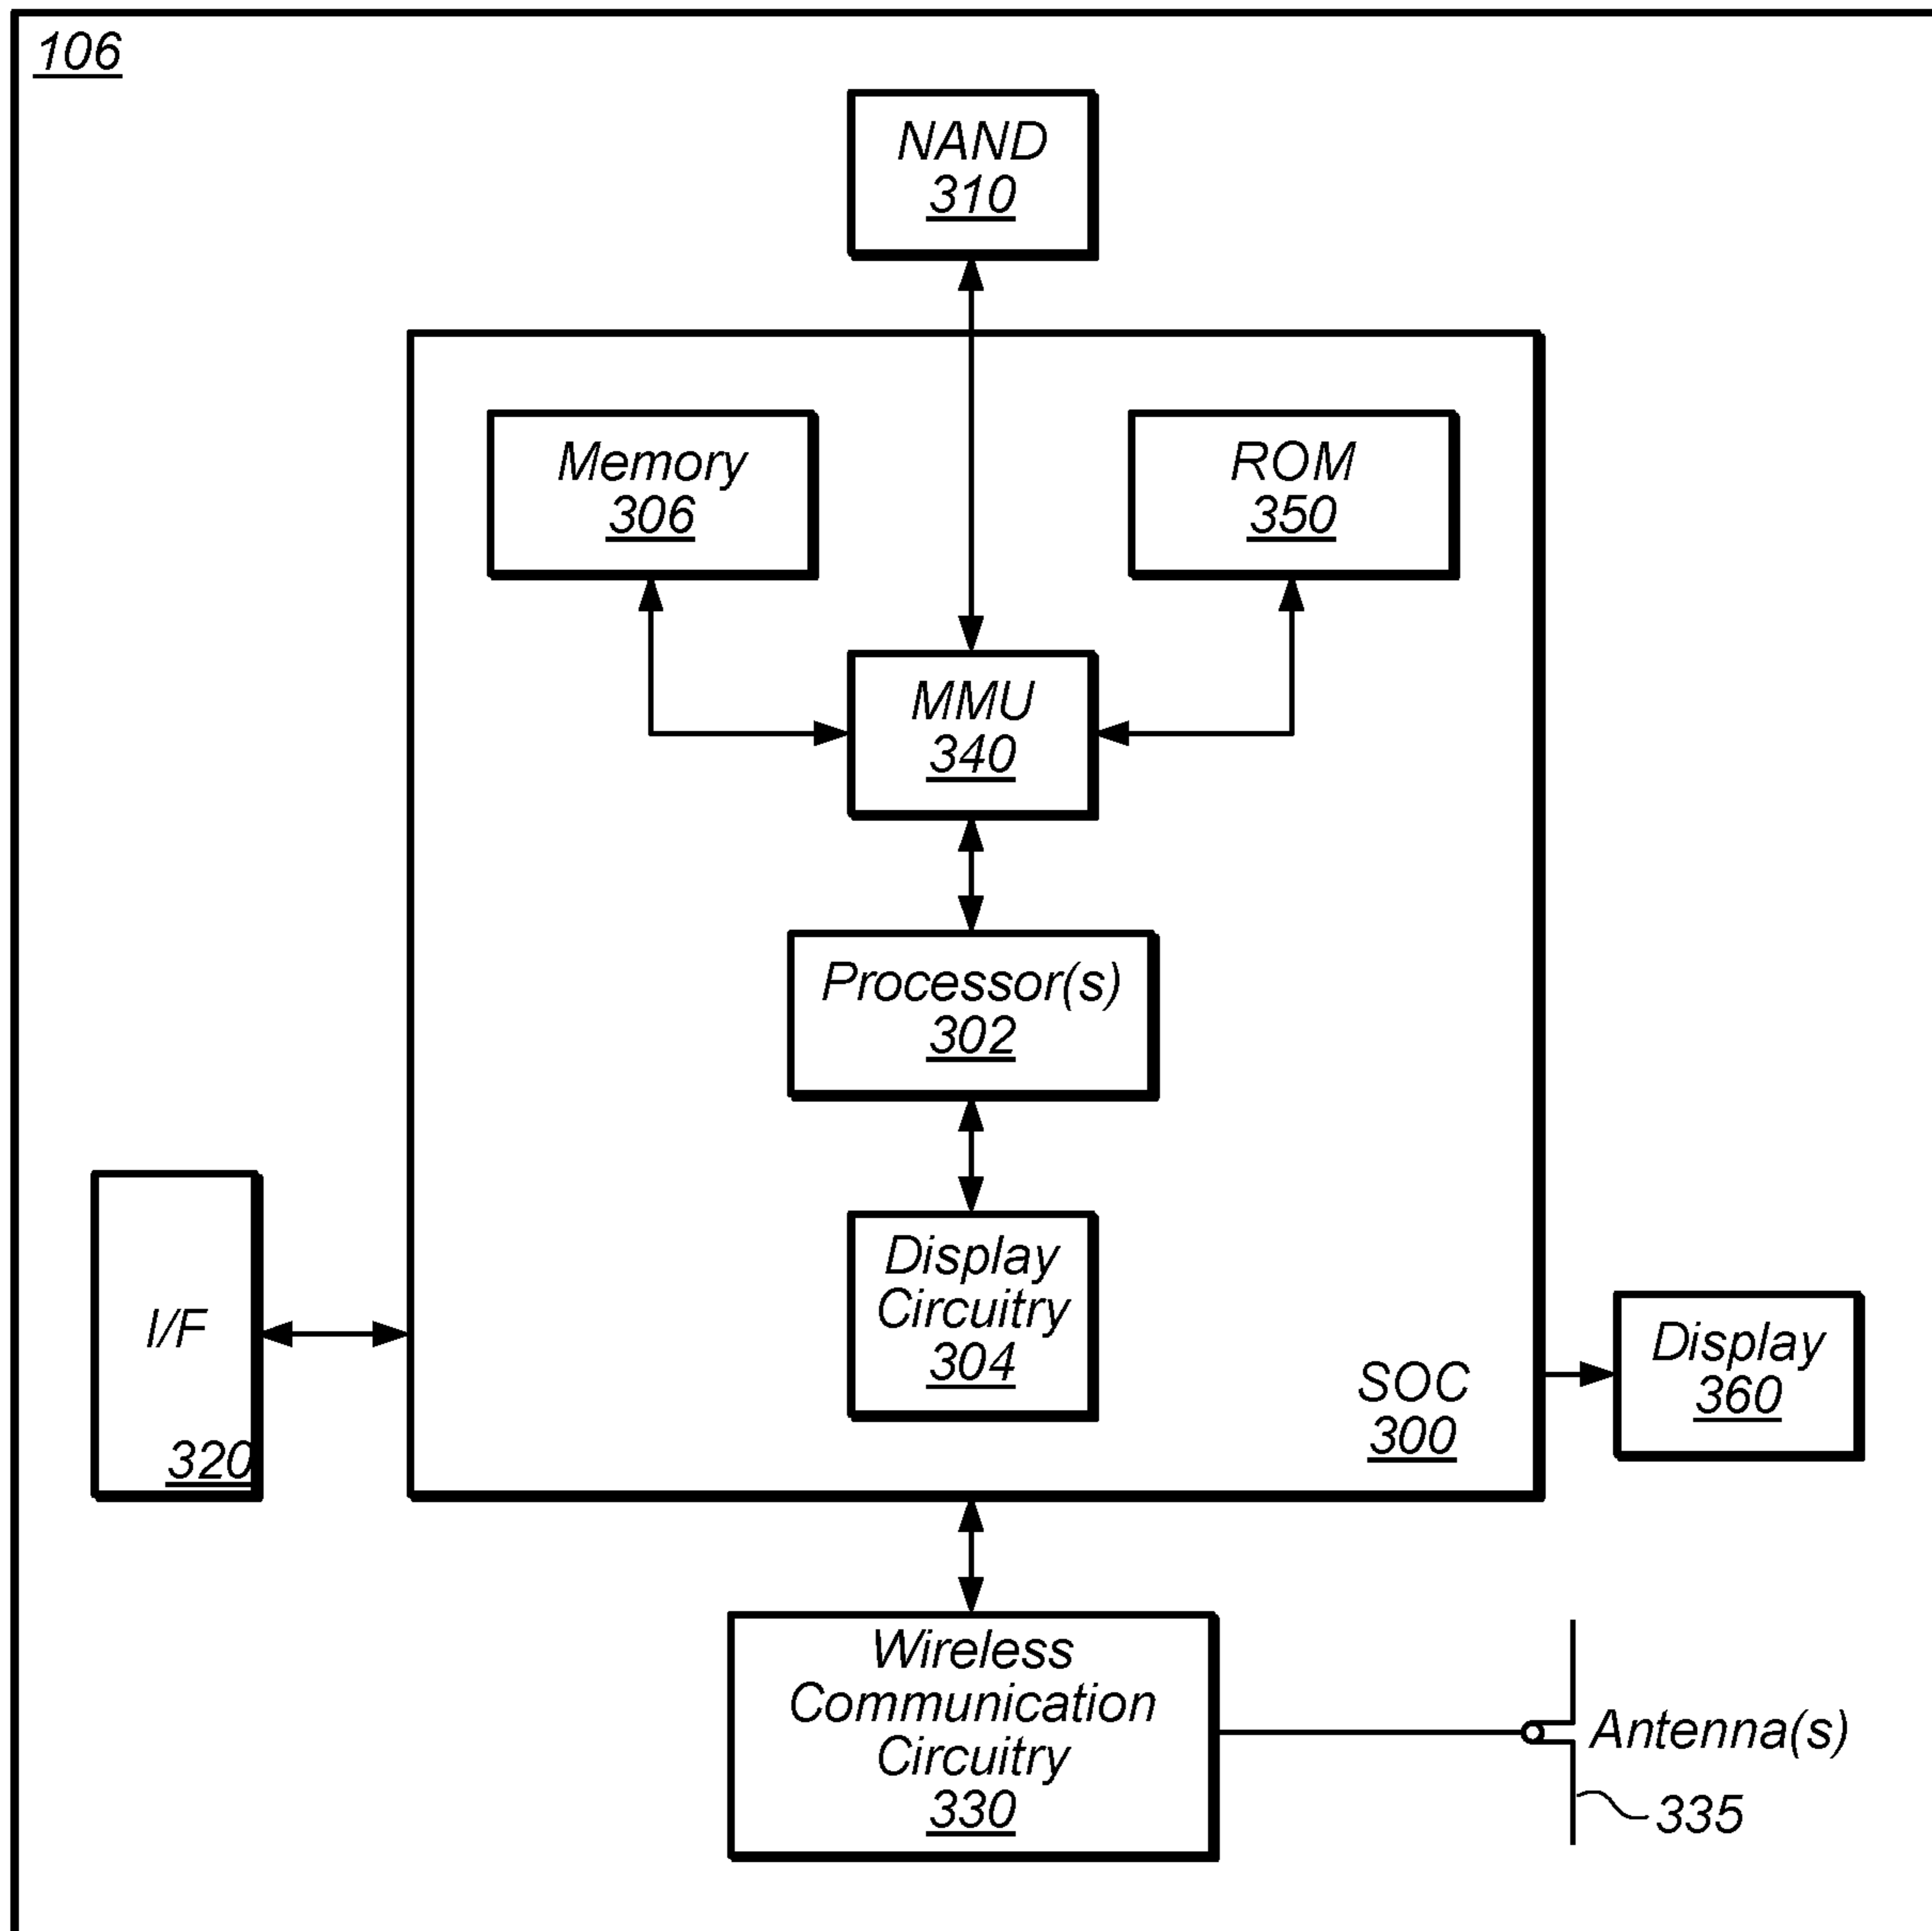 106
NAND
310
Memory
306
ROM
350
MMU
340
Processor(s)
302
Display
Circuitry
304
I/F
320
SOC
300
Display
360
Wireless
Communication
Circuitry
330
Antenna(s)
335